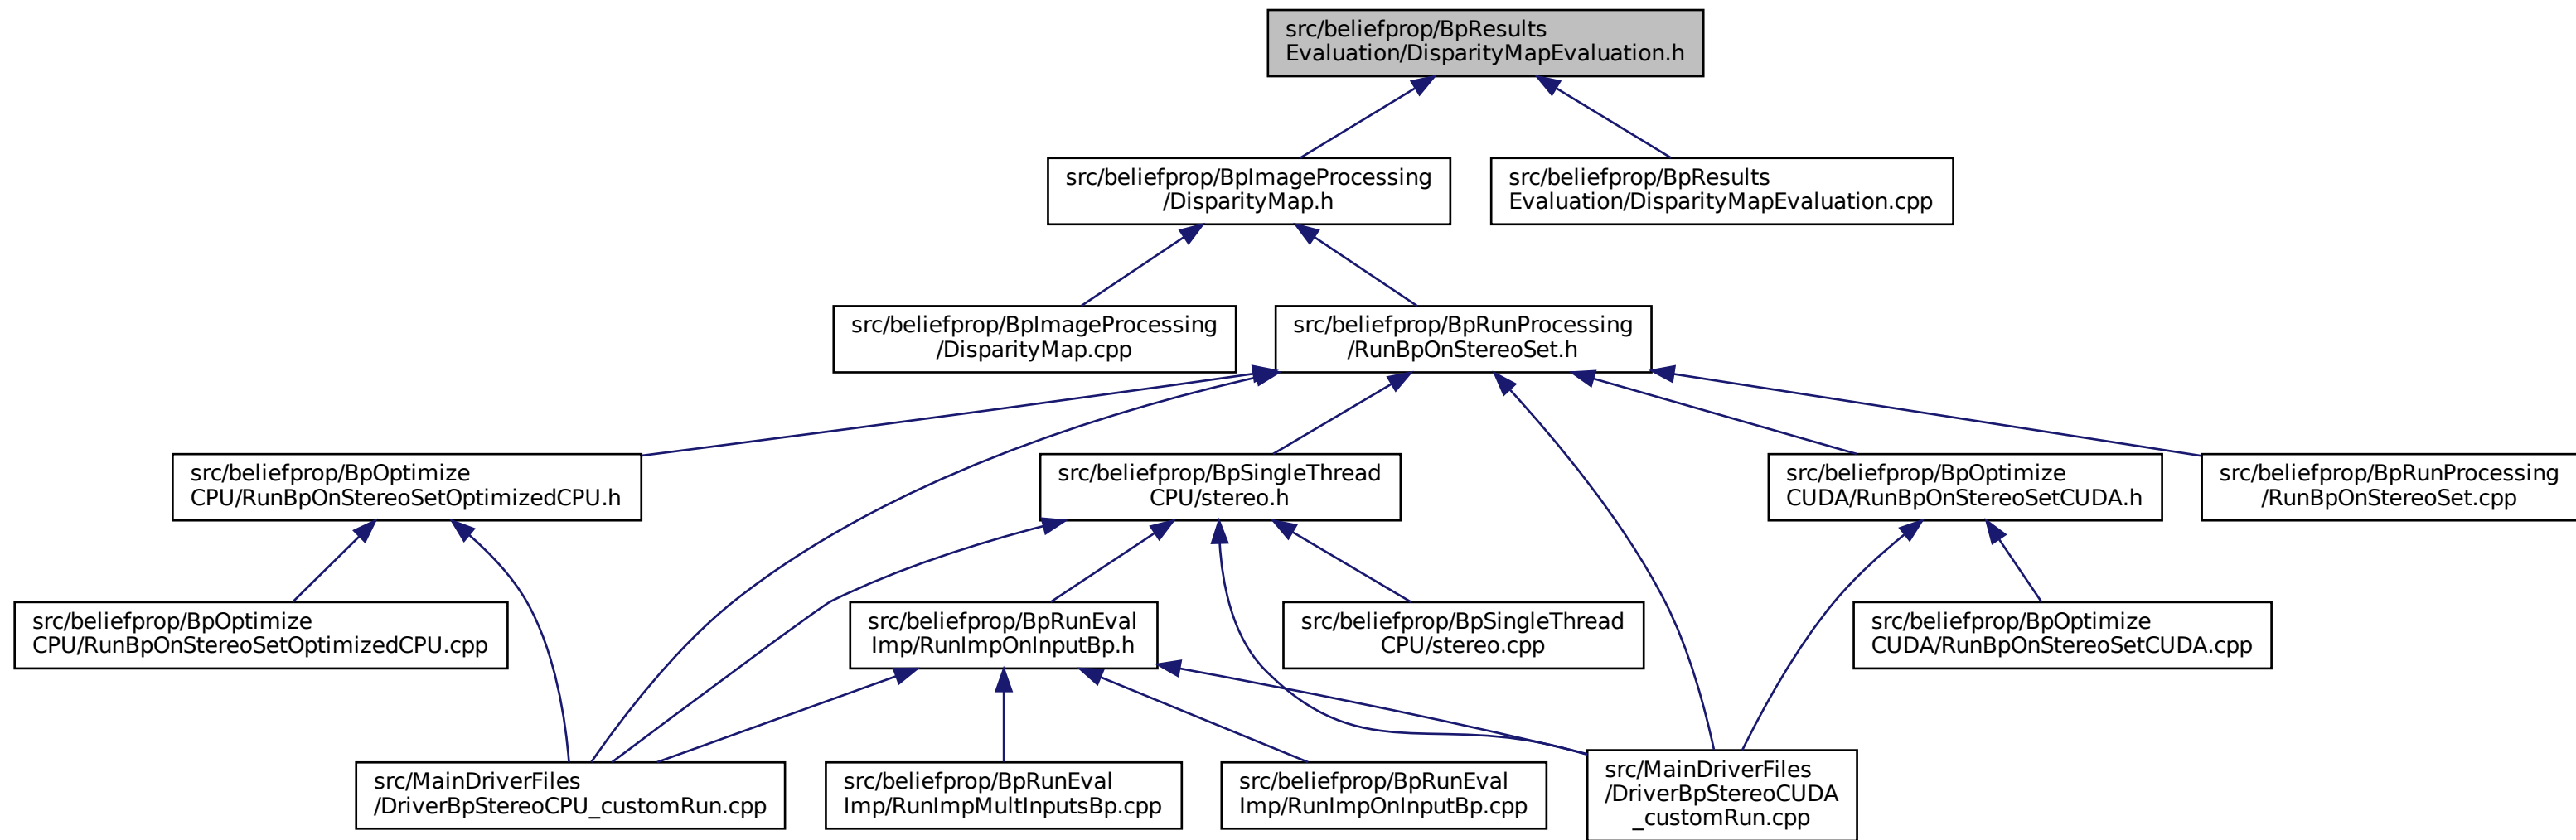 src/beliefprop/BpResults
Evaluation/DisparityMapEvaluation.h
src/beliefprop/BpImageProcessing
/DisparityMap.h
src/beliefprop/BpResults
Evaluation/DisparityMapEvaluation.cpp
src/beliefprop/BpImageProcessing
/DisparityMap.cpp
src/beliefprop/BpRunProcessing
/RunBpOnStereoSet.h
src/beliefprop/BpOptimize
CPU/RunBpOnStereoSetOptimizedCPU.h
src/beliefprop/BpSingleThread
CPU/stereo.h
src/beliefprop/BpOptimize
CUDA/RunBpOnStereoSetCUDA.h
src/beliefprop/BpRunProcessing
/RunBpOnStereoSet.cpp
src/beliefprop/BpOptimize
CPU/RunBpOnStereoSetOptimizedCPU.cpp
src/beliefprop/BpRunEval
Imp/RunImpOnInputBp.h
src/beliefprop/BpSingleThread
CPU/stereo.cpp
src/beliefprop/BpOptimize
CUDA/RunBpOnStereoSetCUDA.cpp
src/MainDriverFiles
/DriverBpStereoCPU_customRun.cpp
src/beliefprop/BpRunEval
Imp/RunImpMultInputsBp.cpp
src/beliefprop/BpRunEval
Imp/RunImpOnInputBp.cpp
src/MainDriverFiles
/DriverBpStereoCUDA
_customRun.cpp